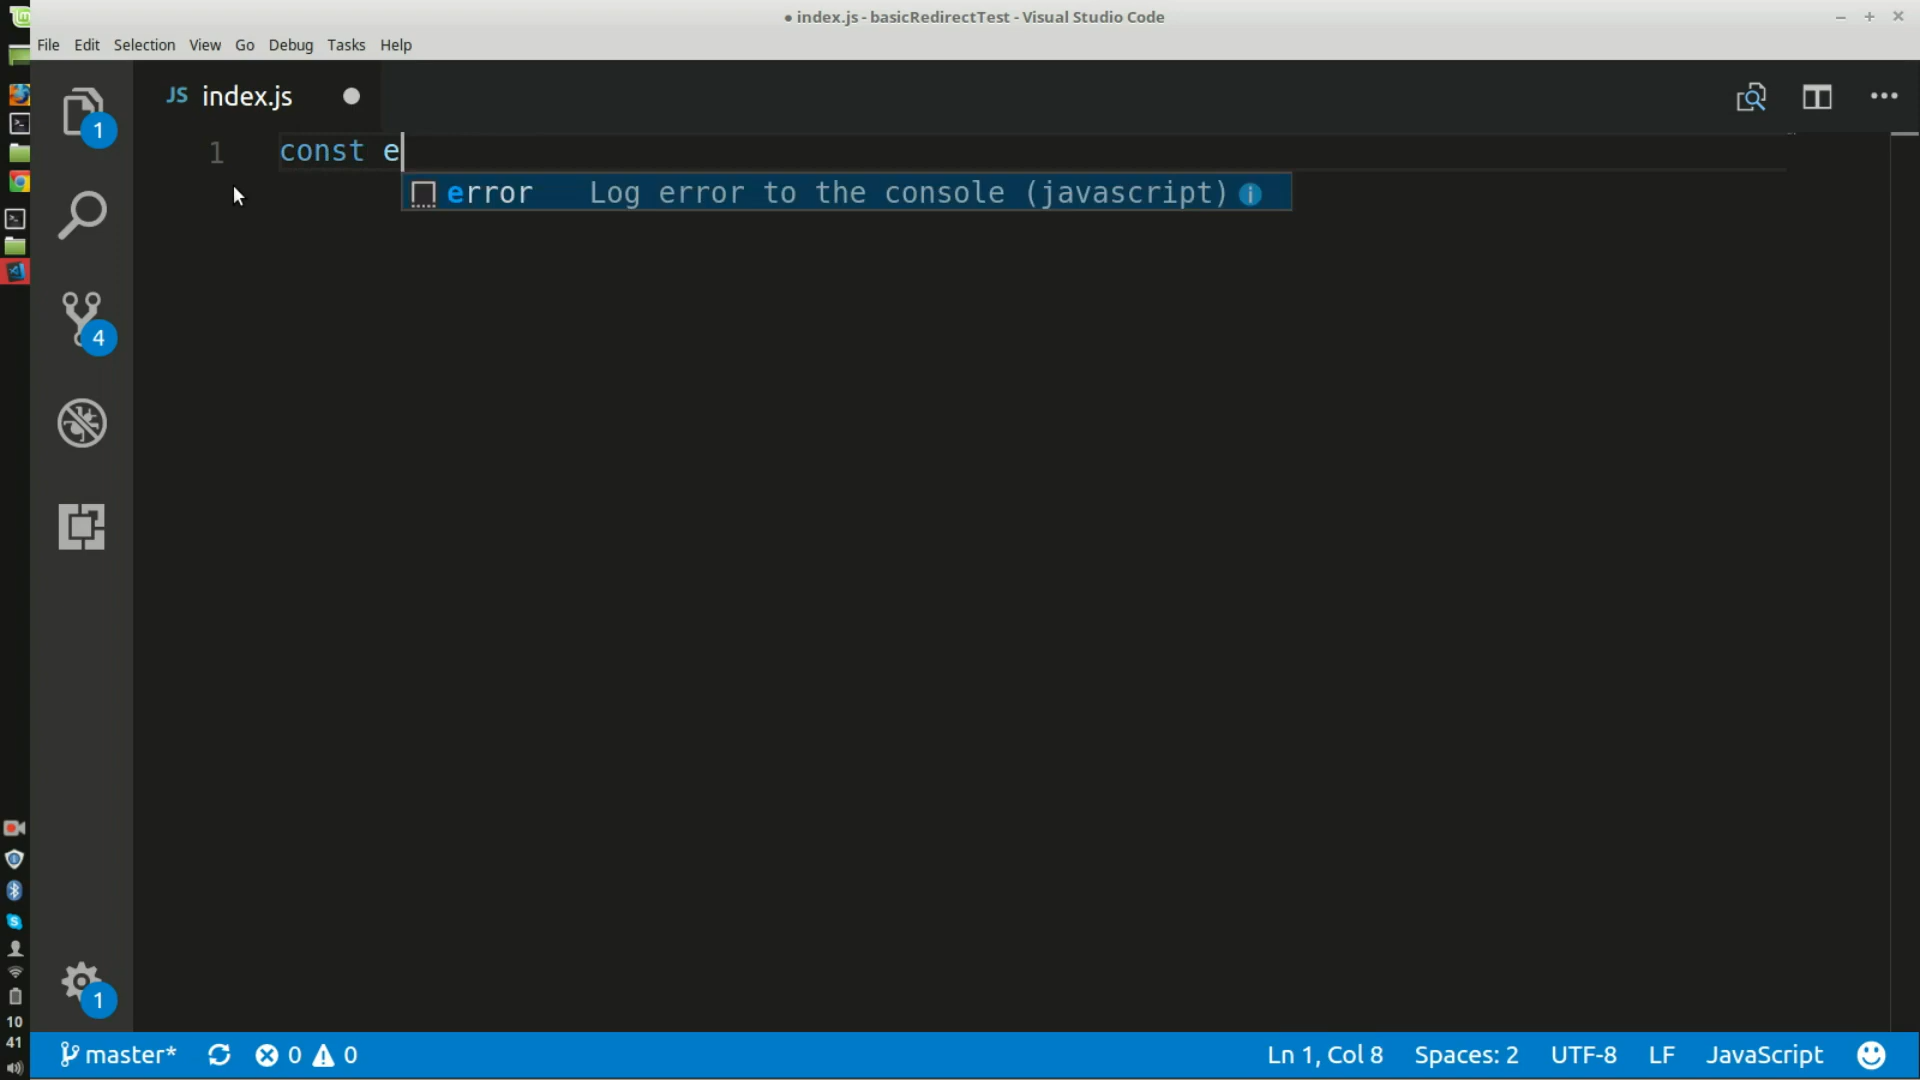 ● index.js - basicRedirectTest - Visual Studio Code
File Edit Selection View Go Debug Tasks Help
JS index.js
1 const e
error Log error to the console (javascript)
1
4
1
10
41
master* 0 0 Ln 1, Col 8 Spaces: 2 UTF-8 LF JavaScript